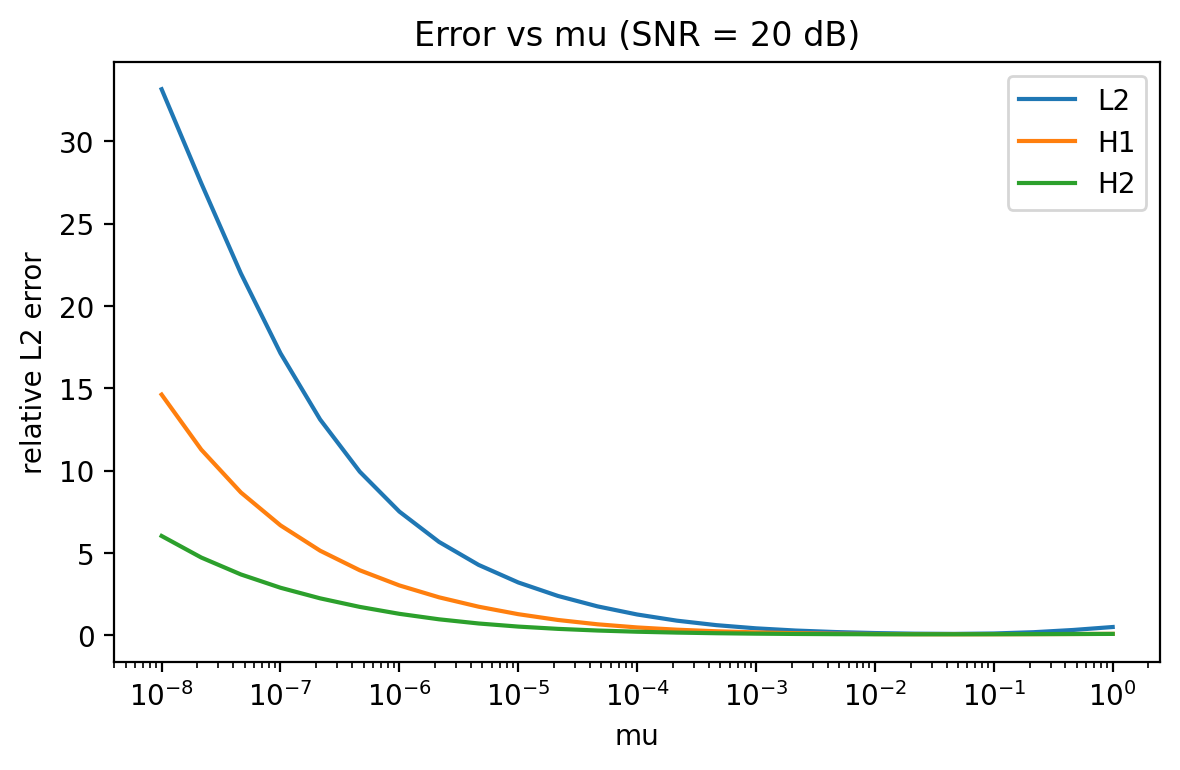 Error vs mu (SNR = 20 dB)
L2
H1
H2
relative L2 error
30
25
20
15
10
5
0
10⁻⁸ 10⁻⁷ 10⁻⁶ 10⁻⁵ 10⁻⁴ 10⁻³ 10⁻² 10⁻¹ 10⁰
mu